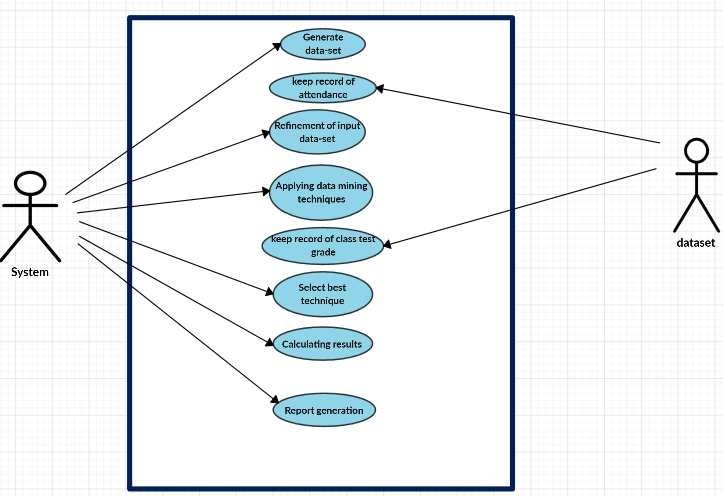 Generate
data-set
keep record of
attendance
Refinement of input
data-set
Applying data mining
techniques
keep record of class test
grade
Select best
technique
Calculating results
Report generation
System
dataset